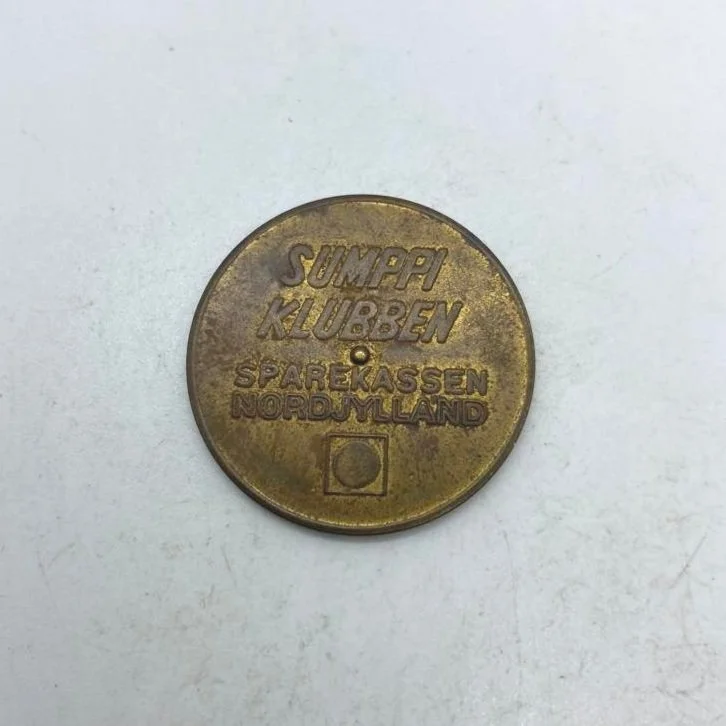 SUMPPI
KLUBBEN
SPAREKASSEN
NORDJYLLAND